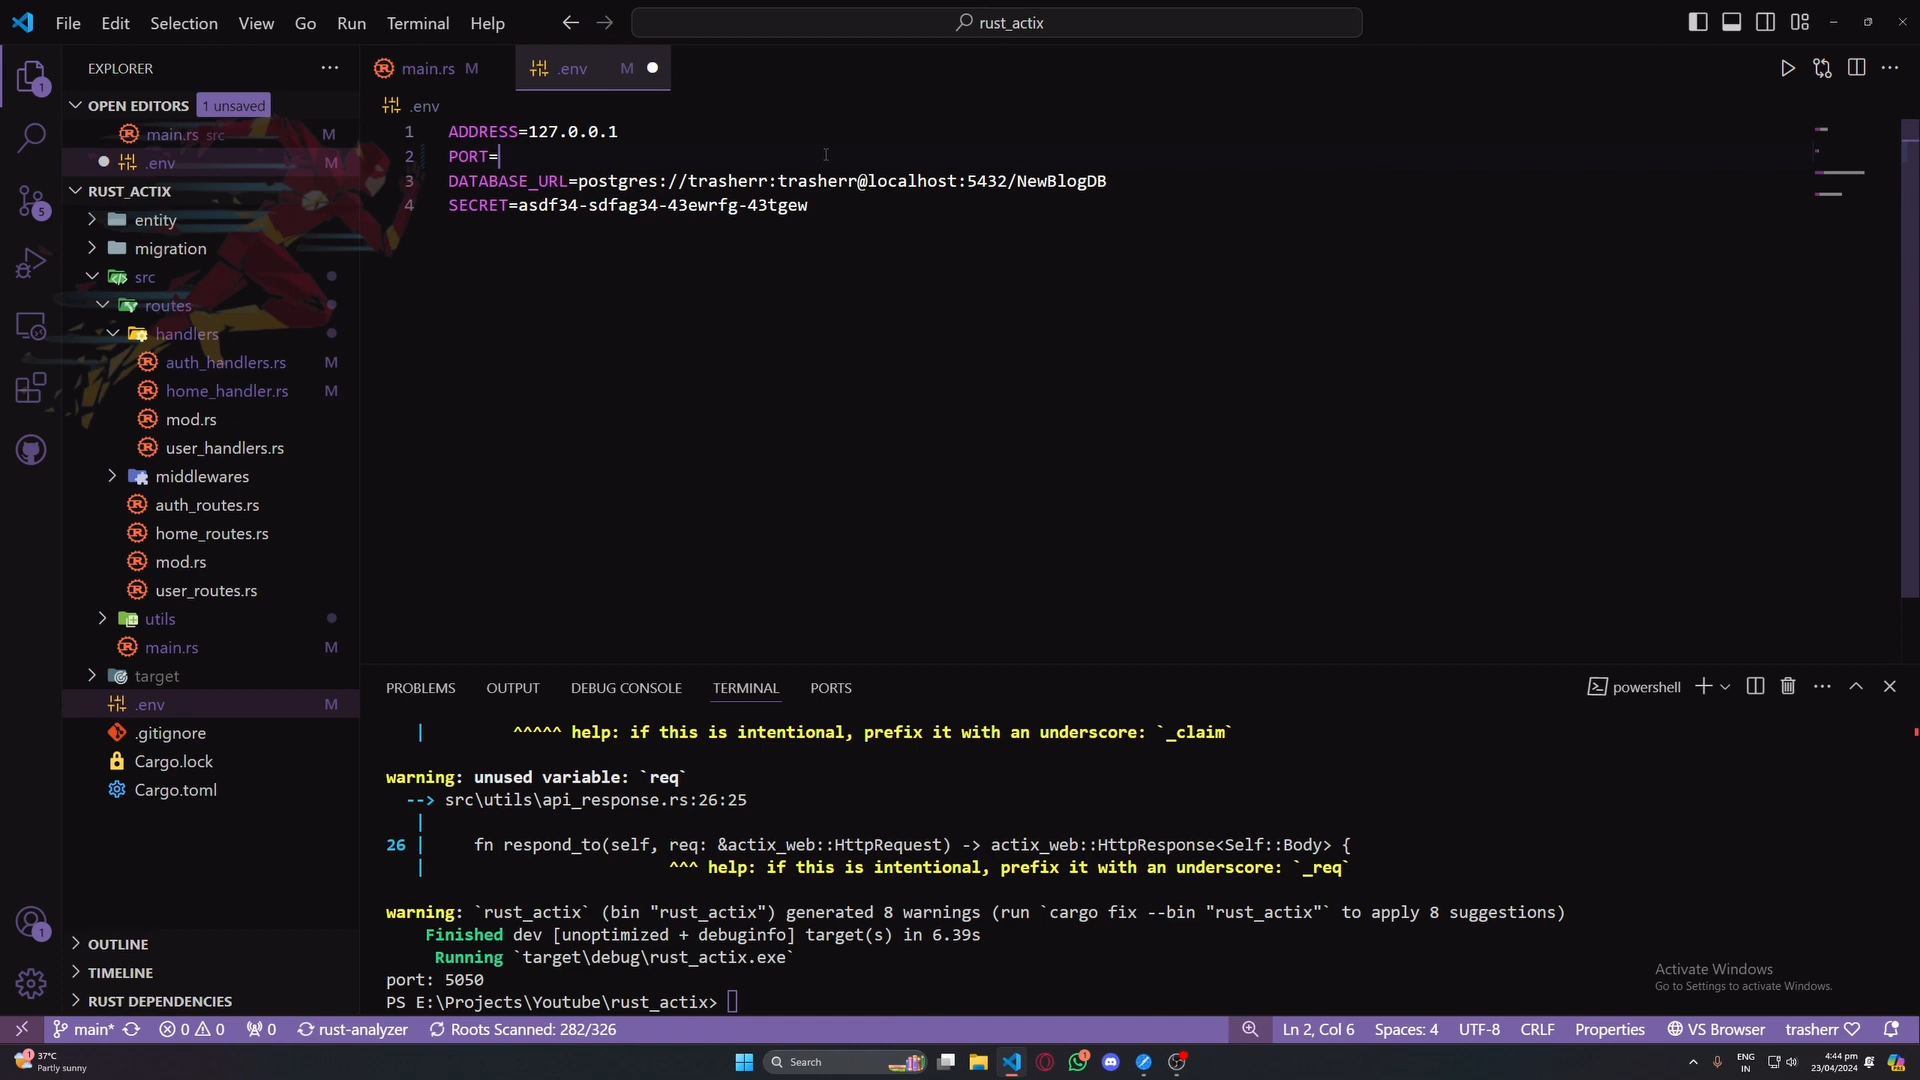 File Edit Selection View Go Run Terminal Help
rust_actix
EXPLORER
main.rs M
.env M
OPEN EDITORS 1 unsaved
main.rs src M
.env M
RUST_ACTIX
entity
migration
src
routes
handlers
auth_handlers.rs M
home_handler.rs M
mod.rs
user_handlers.rs
middlewares
auth_routes.rs
home_routes.rs
mod.rs
user_routes.rs
utils
main.rs M
target
.env M
.gitignore
Cargo.lock
Cargo.toml
OUTLINE
TIMELINE
RUST DEPENDENCIES
1
5
1
.env
1 ADDRESS=127.0.0.1
2 PORT=
3 DATABASE_URL=postgres://trasherr:trasherr@localhost:5432/NewBlogDB
4 SECRET=asdf34-sdfag34-43ewrfg-43tgew
PROBLEMS OUTPUT DEBUG CONSOLE TERMINAL PORTS
powershell
| ^^^^^ help: if this is intentional, prefix it with an underscore: `_claim`
warning: unused variable: `req`
--> src\utils\api_response.rs:26:25
|
26 | fn respond_to(self, req: &actix_web::HttpRequest) -> actix_web::HttpResponse<Self::Body> {
| ^^^ help: if this is intentional, prefix it with an underscore: `_req`
warning: `rust_actix` (bin "rust_actix") generated 8 warnings (run `cargo fix --bin "rust_actix"` to apply 8 suggestions)
Finished dev [unoptimized + debuginfo] target(s) in 6.39s
Running `target\debug\rust_actix.exe`
port: 5050
PS E:\Projects\Youtube\rust_actix>
Activate Windows
Go to Settings to activate Windows.
main* 0 0 0 rust-analyzer Roots Scanned: 282/326
Ln 2, Col 6 Spaces: 4 UTF-8 CRLF Properties VS Browser trasherr
1 37°C
Partly sunny
Search
1
ENG
IN
4:44 pm
23/04/2024